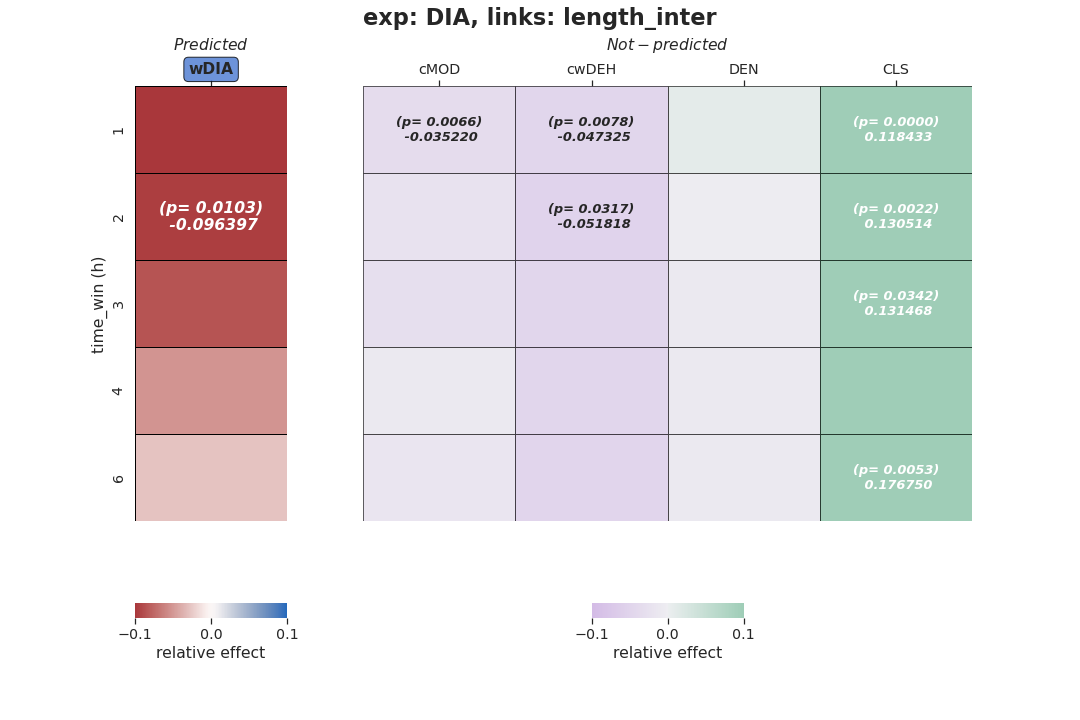 exp: DIA, links: length_inter
Predicted
Not−predicted
wDIA
cMOD
cwDEH
DEN
CLS
time_win (h)
1
(p= 0.0066)
-0.035220
(p= 0.0078)
-0.047325
(p= 0.0000)
0.118433
2
(p= 0.0103)
-0.096397
(p= 0.0317)
-0.051818
(p= 0.0022)
0.130514
3
(p= 0.0342)
0.131468
4
6
(p= 0.0053)
0.176750
−0.1 0.0 0.1
relative effect
−0.1 0.0 0.1
relative effect